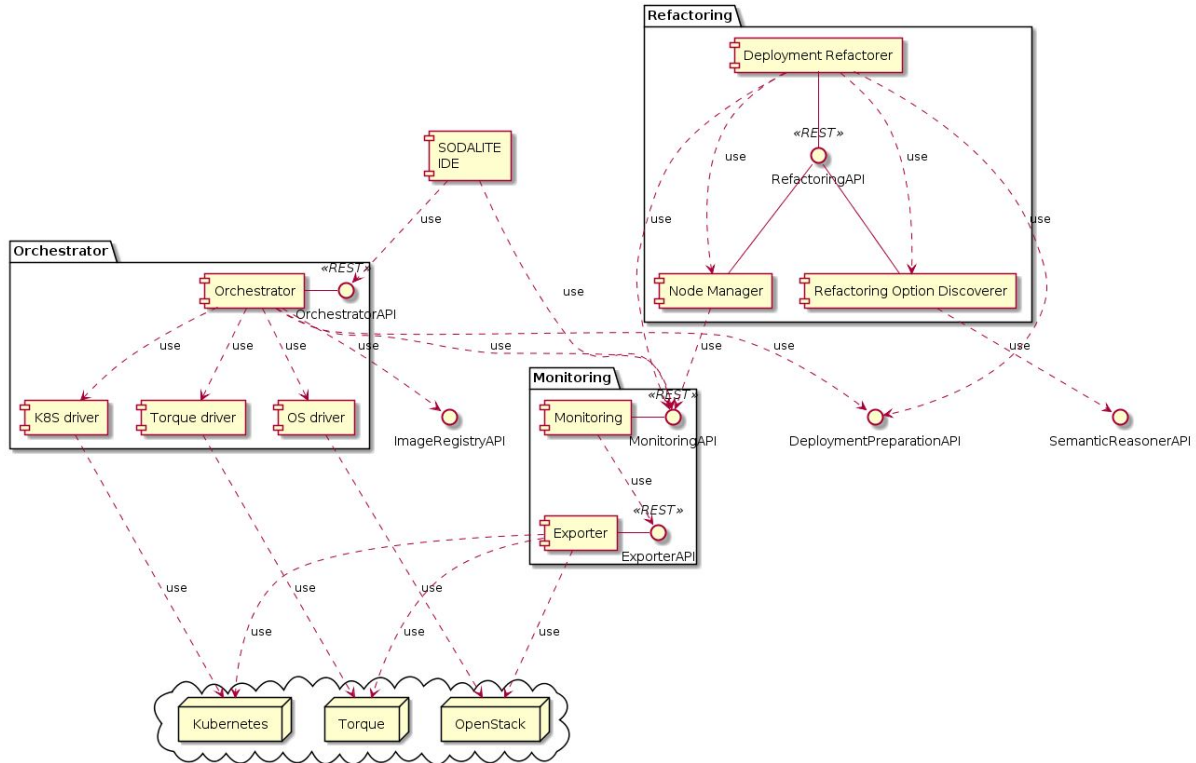 Refactoring
Deployment Refactorer
«REST»
SODALITE
IDE
use
use
RefactoringAPI
use
use
use
Orchestrator
«REST»
Orchestrator
OrchestratorAPI
Node Manager
Refactoring Option Discoverer
use
use
use
use
use
use
use
use
use
Monitoring
«REST»
K8S driver
Torque driver
OS driver
ImageRegistryAPI
Monitoring
MonitoringAPI
DeploymentPreparationAPI
SemanticReasonerAPI
use
«REST»
Exporter
ExporterAPI
use
use
use
use
use
use
Kubernetes
Torque
OpenStack